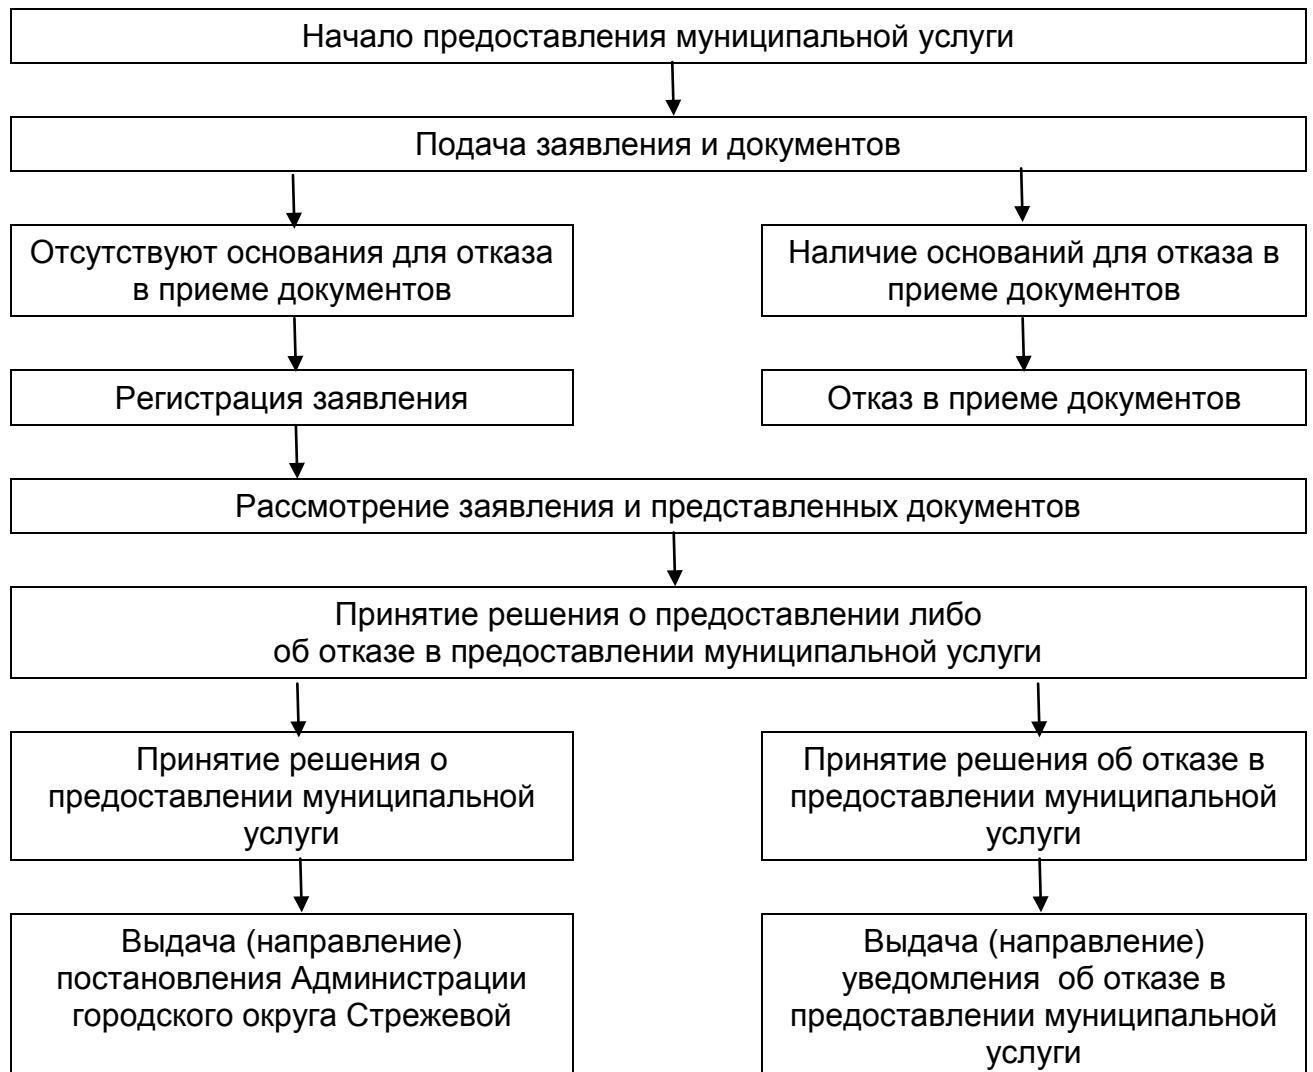 Начало предоставления муниципальной услуги
Подача заявления и документов
Отсутствуют основания для отказа
в приеме документов
Наличие оснований для отказа в
приеме документов
Регистрация заявления
Отказ в приеме документов
Рассмотрение заявления и представленных документов
Принятие решения о предоставлении либо
об отказе в предоставлении муниципальной услуги
Принятие решения о
предоставлении муниципальной
услуги
Принятие решения об отказе в
предоставлении муниципальной
услуги
Выдача (направление)
постановления Администрации
городского округа Стрежевой
Выдача (направление)
уведомления  об отказе в
предоставлении муниципальной
услуги